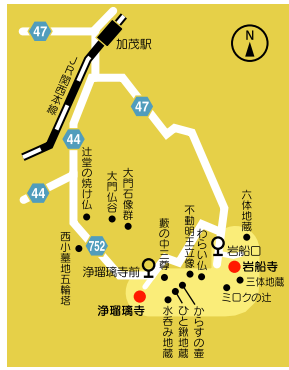 47
加茂駅
N
JR関西本線
47
44
44
752
辻堂の焼け仏
大門仏谷
大門石像群
西小墓地五輪塔
浄瑠璃寺前
浄瑠璃寺
藪の中三尊
不動明王立像
わらい仏
六体地蔵
岩船口
岩船寺
三体地蔵
ミロクの辻
からすの壺
ひと鍬地蔵
水呑み地蔵